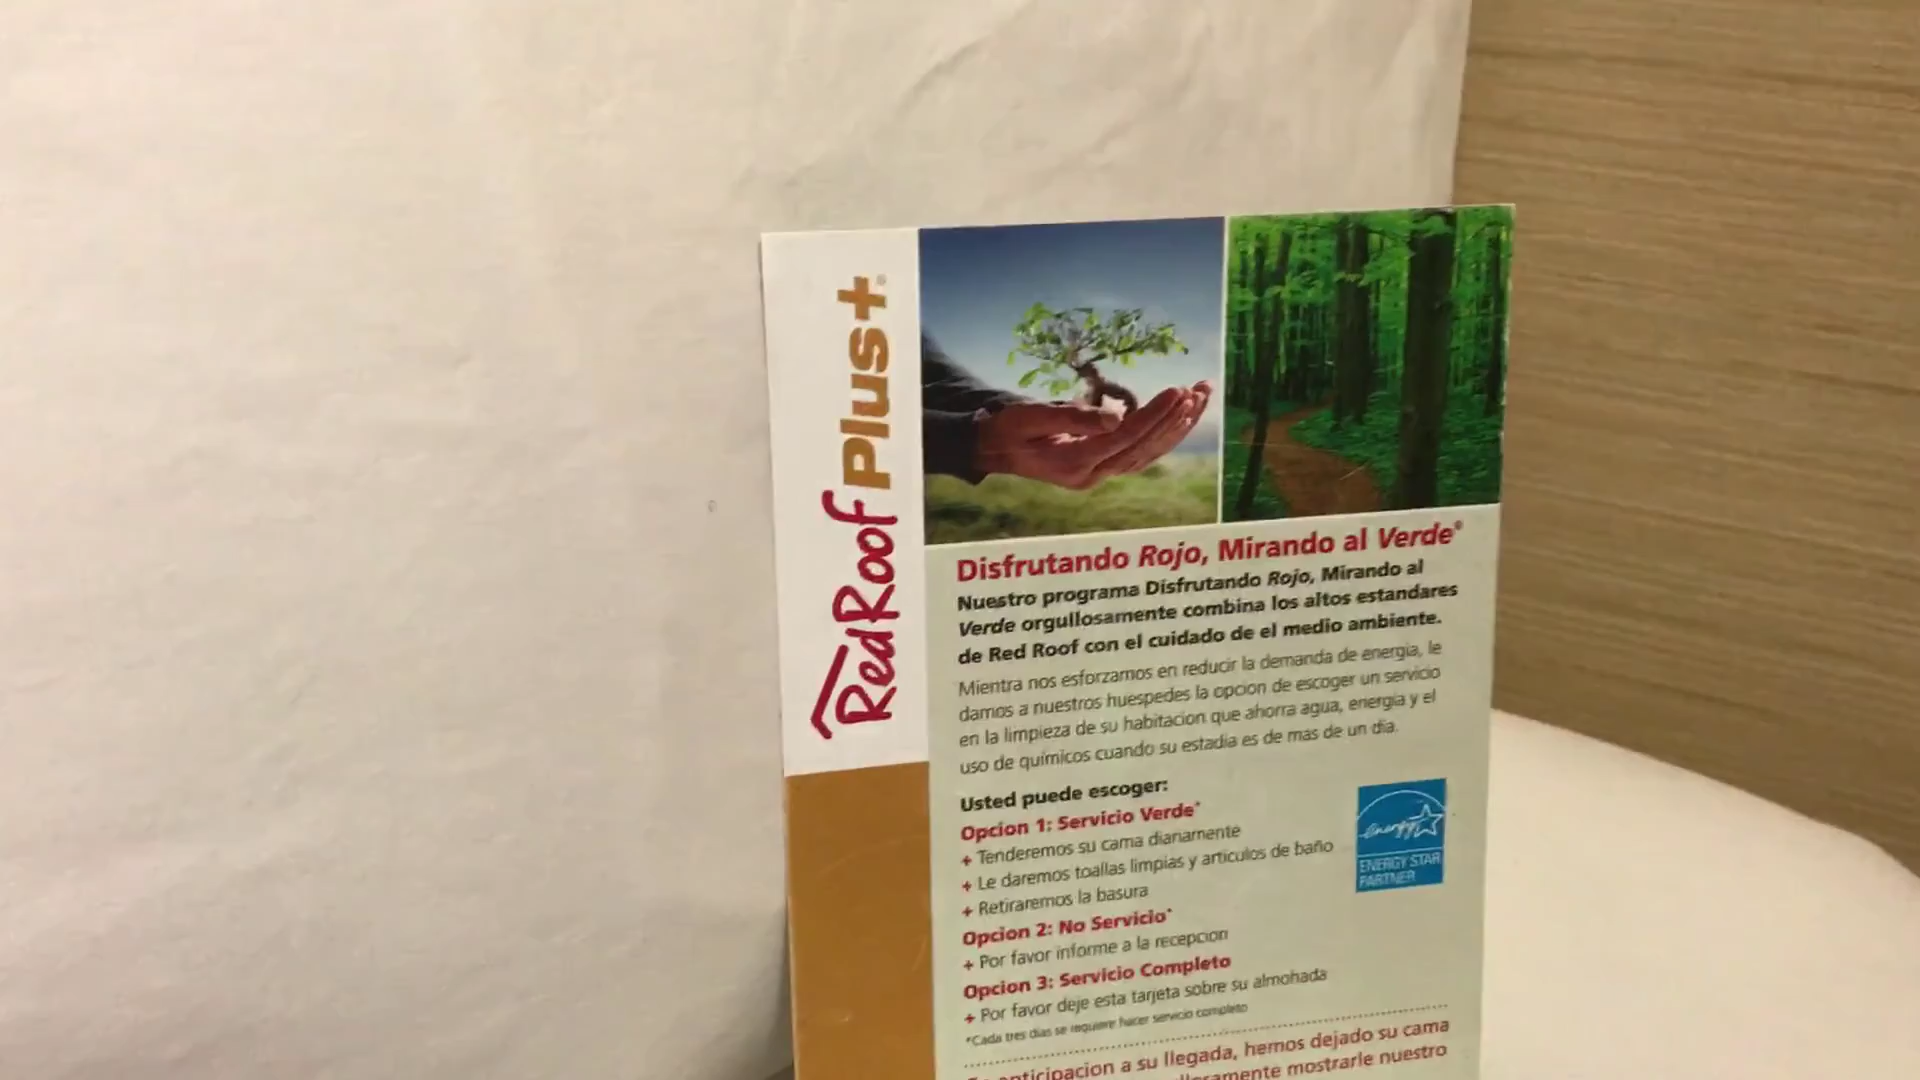 RedRoof PLUS+®
Disfrutando Rojo, Mirando al Verde®
Nuestro programa Disfrutando Rojo, Mirando al
Verde orgullosamente combina los altos estandares
de Red Roof con el cuidado de el medio ambiente.
Mientra nos esforzamos en reducir la demanda de energia, le
damos a nuestros huespedes la opcion de escoger un servicio
en la limpieza de su habitacion que ahorra agua, energia y el
uso de químicos cuando su estadia es de mas de un dia.
Usted puede escoger:
Opcion 1: Servicio Verde*
+ Tenderemos su cama diariamente
+ Le daremos toallas limpias y articulos de baño
+ Retiraremos la basura
Opcion 2: No Servicio*
+ Por favor informe a la recepcion
Opcion 3: Servicio Completo
+ Por favor deje esta tarjeta sobre su almohada
*Cada tres dias se requiere hacer servicio completo
energy
ENERGY STAR
PARTNER
anticipacion a su llegada, hemos dejado su cama
mostrarle nuestro